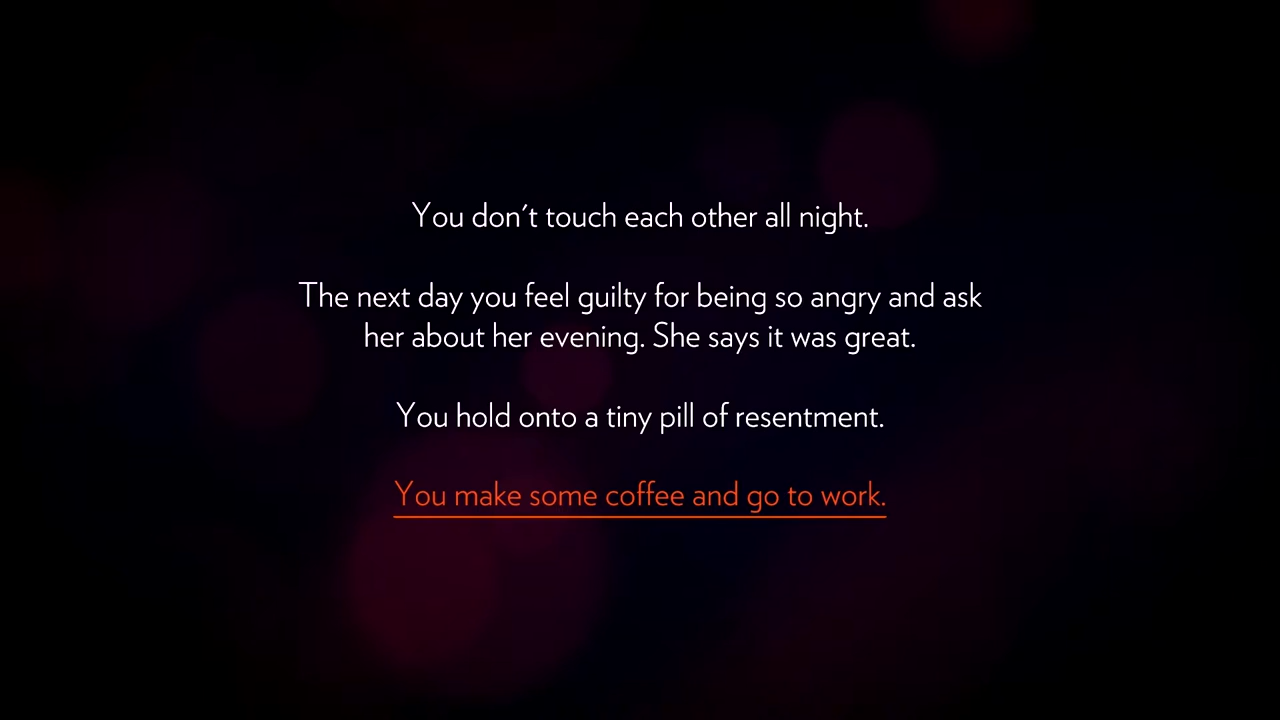 You don't touch each other all night.
The next day you feel guilty for being so angry and ask
her about her evening. She says it was great.
You hold onto a tiny pill of resentment.
You make some coffee and go to work.